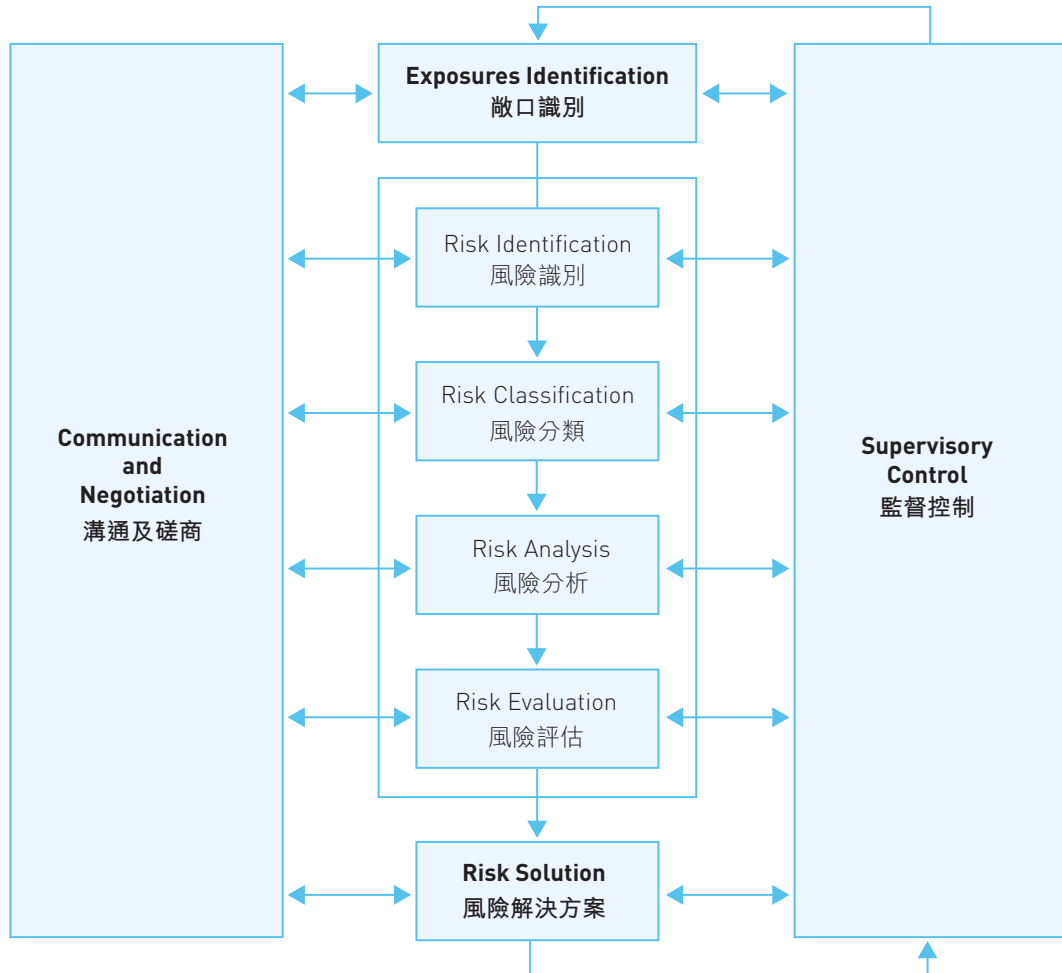 Exposures Identification
敞口識別
Risk Identification
風險識別
Risk Classification
風險分類
Communication
and
Negotiation
溝通及磋商
Supervisory
Control
監督控制
Risk Analysis
風險分析
Risk Evaluation
風險評估
Risk Solution
風險解決方案